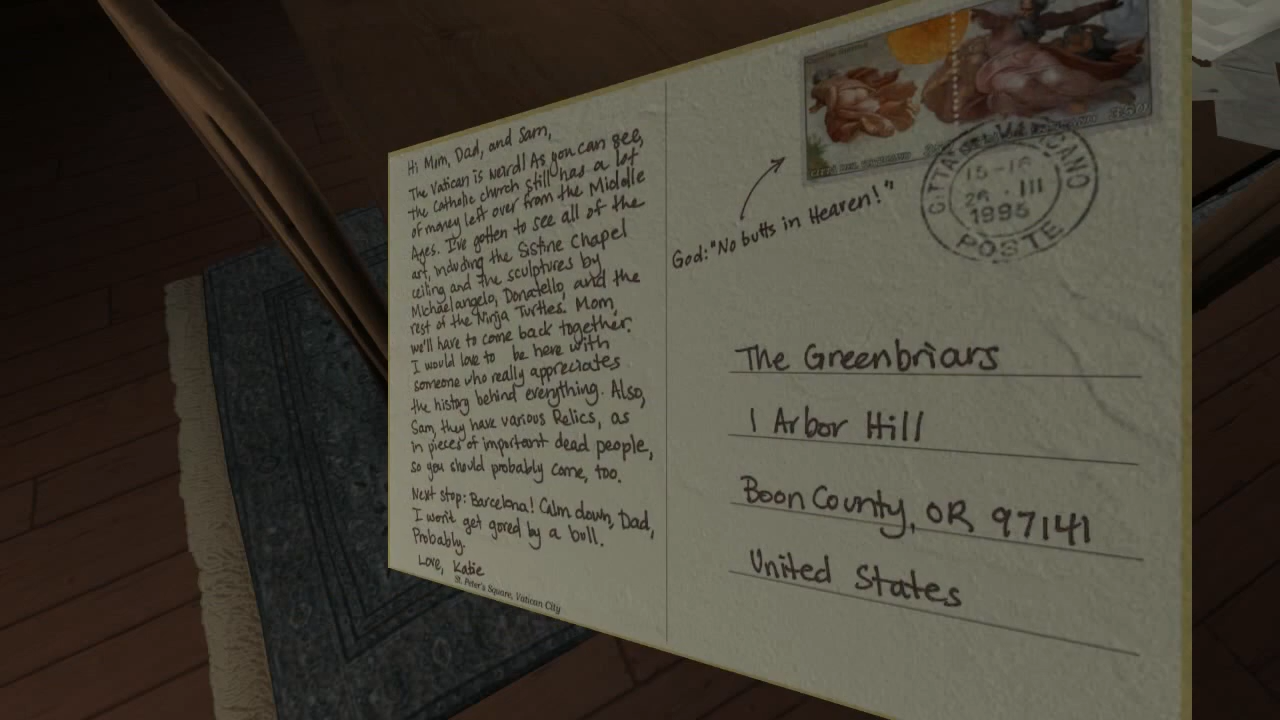 Hi Mom, Dad, and Sam,
The Vatican is weird! As you can see,
the Catholic church still has a lot
of money left over from the Middle
Ages. I've gotten to see all of the
art, including the Sistine Chapel
ceiling and the sculptures by
Michaelangelo, Donatello, and the
rest of the Ninja Turtles. Mom,
we'll have to come back together.
I would love to be here with
someone who really appreciates
the history behind everything. Also,
Sam, they have various Relics, as
in pieces of important dead people,
so you should probably come, too.
Next stop: Barcelona! Calm down, Dad,
I won't get gored by a bull.
Probably.
Love, Katie
St. Peter's Square, Vatican City
God: "No butts in Heaven!"
CITTA VATICANO
15-16
26 . III
1995
POSTE
The Greenbriars
1 Arbor Hill
Boon County, OR 97141
United States